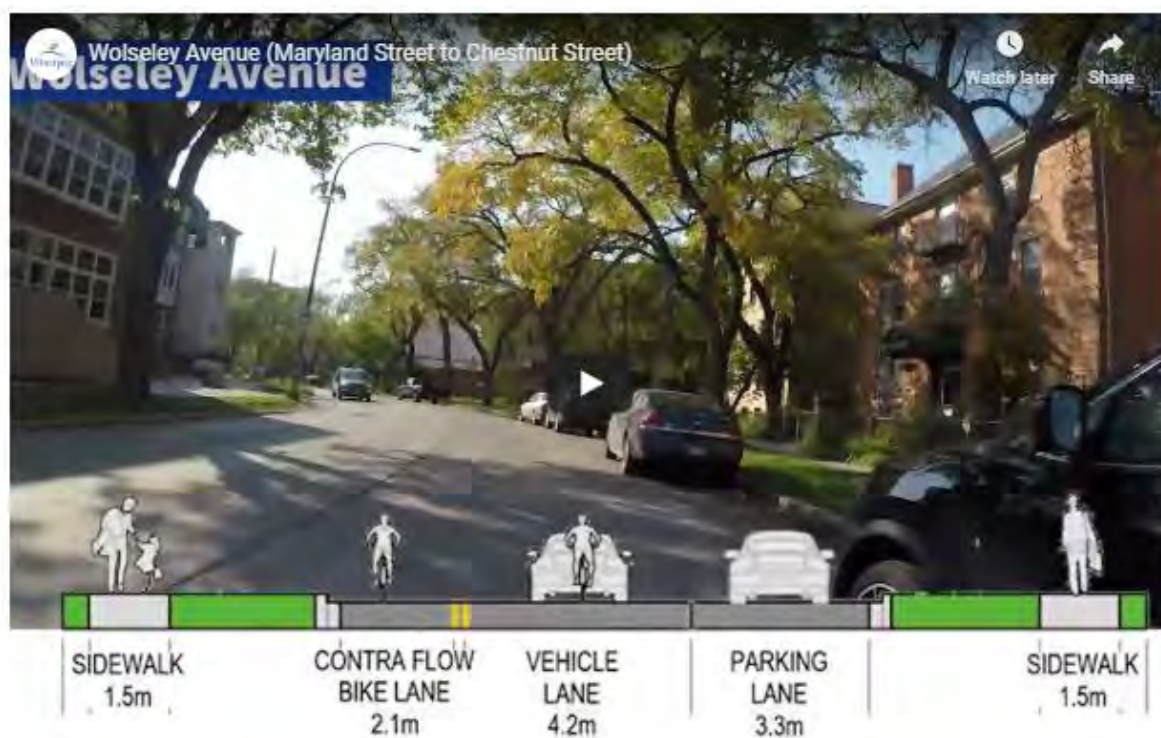 Wolseley Avenue (Maryland Street to Chestnut Street)
Watch later
Share
Winnipeg
Wolseley Avenue
SIDEWALK
1.5m
CONTRA FLOW
BIKE LANE
2.1m
VEHICLE
LANE
4.2m
PARKING
LANE
3.3m
SIDEWALK
1.5m